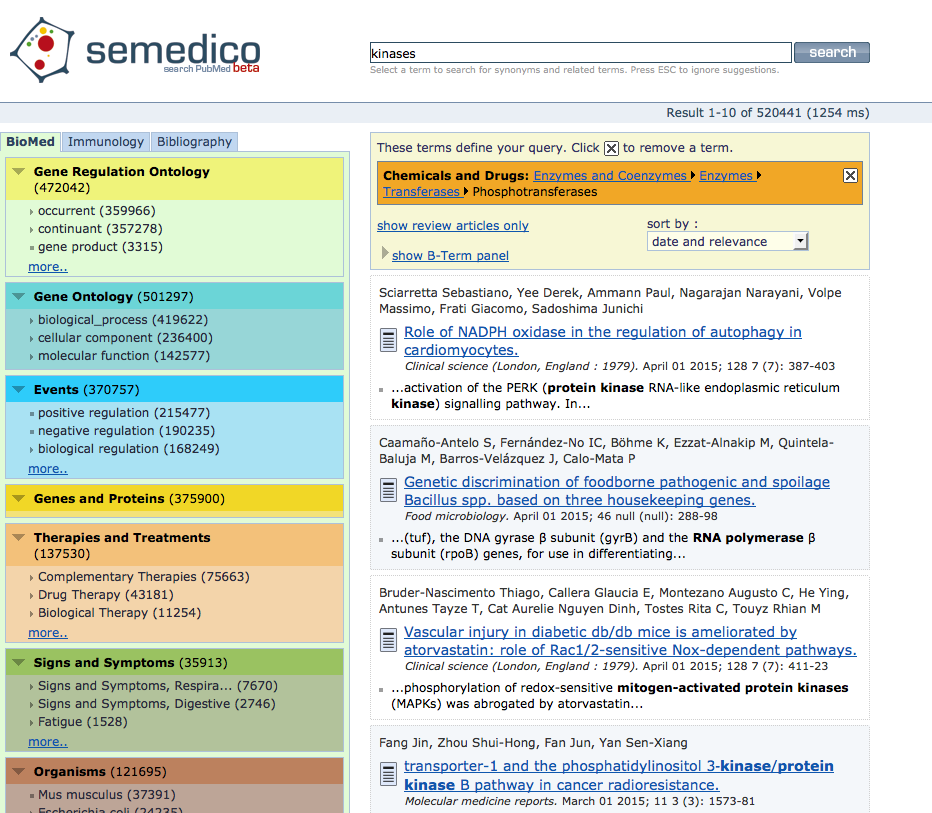 semedico
search PubMed beta
kinases
search
Select a term to search for synonyms and related terms. Press ESC to ignore suggestions.
Result 1-10 of 520441 (1254 ms)
BioMed Immunology Bibliography
Gene Regulation Ontology
(472042)
occurrent (359966)
continuant (357278)
gene product (3315)
more..
Gene Ontology (501297)
biological_process (419622)
cellular component (236400)
molecular function (142577)
Events (370757)
positive regulation (215477)
negative regulation (190235)
biological regulation (168249)
more..
Genes and Proteins (375900)
Therapies and Treatments
(137530)
Complementary Therapies (75663)
Drug Therapy (43181)
Biological Therapy (11254)
more..
Signs and Symptoms (35913)
Signs and Symptoms, Respira... (7670)
Signs and Symptoms, Digestive (2746)
Fatigue (1528)
more..
Organisms (121695)
Mus musculus (37391)
Escherichia coli (24235)
These terms define your query. Click X to remove a term.
Chemicals and Drugs: Enzymes and Coenzymes Enzymes
Transferases Phosphotransferases
show review articles only
sort by :
date and relevance
show B-Term panel
Sciarretta Sebastiano, Yee Derek, Ammann Paul, Nagarajan Narayani, Volpe
Massimo, Frati Giacomo, Sadoshima Junichi
Role of NADPH oxidase in the regulation of autophagy in
cardiomyocytes.
Clinical science (London, England : 1979). April 01 2015; 128 7 (7): 387-403
...activation of the PERK (protein kinase RNA-like endoplasmic reticulum
kinase) signalling pathway. In...
Caamaño-Antelo S, Fernández-No IC, Böhme K, Ezzat-Alnakip M, Quintela-
Baluja M, Barros-Velázquez J, Calo-Mata P
Genetic discrimination of foodborne pathogenic and spoilage
Bacillus spp. based on three housekeeping genes.
Food microbiology. April 01 2015; 46 null (null): 288-98
...(tuf), the DNA gyrase β subunit (gyrB) and the RNA polymerase β
subunit (rpoB) genes, for use in differentiating...
Bruder-Nascimento Thiago, Callera Glaucia E, Montezano Augusto C, He Ying,
Antunes Tayze T, Cat Aurelie Nguyen Dinh, Tostes Rita C, Touyz Rhian M
Vascular injury in diabetic db/db mice is ameliorated by
atorvastatin: role of Rac1/2-sensitive Nox-dependent pathways.
Clinical science (London, England : 1979). April 01 2015; 128 7 (7): 411-23
...phosphorylation of redox-sensitive mitogen-activated protein kinases
(MAPKs) was abrogated by atorvastatin...
Fang Jin, Zhou Shui-Hong, Fan Jun, Yan Sen-Xiang
transporter-1 and the phosphatidylinositol 3-kinase/protein
kinase B pathway in cancer radioresistance.
Molecular medicine reports. March 01 2015; 11 3 (3): 1573-81